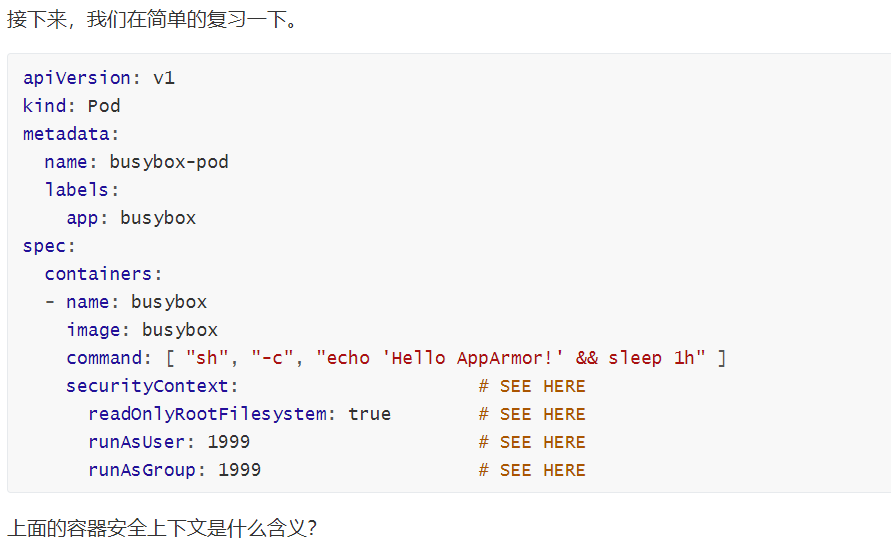 接下来，我们在简单的复习一下。
apiVersion: v1
kind: Pod
metadata:
  name: busybox-pod
  labels:
    app: busybox
spec:
  containers:
  - name: busybox
    image: busybox
    command: [ "sh", "-c", "echo 'Hello AppArmor!' && sleep 1h" ]
    securityContext:                       # SEE HERE
      readOnlyRootFilesystem: true         # SEE HERE
      runAsUser: 1999                      # SEE HERE
      runAsGroup: 1999                     # SEE HERE
上面的容器安全上下文是什么含义？